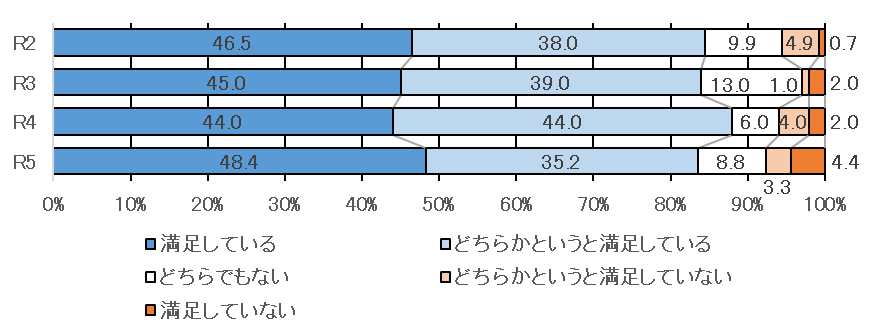 R2 46.5 38.0 9.9 4.9 0.7
R3 45.0 39.0 13.0 1.0 2.0
R4 44.0 44.0 6.0 4.0 2.0
R5 48.4 35.2 8.8 4.4
3.3
0% 10% 20% 30% 40% 50% 60% 70% 80% 90% 100%
満足している どちらかというと満足している
どちらでもない どちらかというと満足していない
満足していない